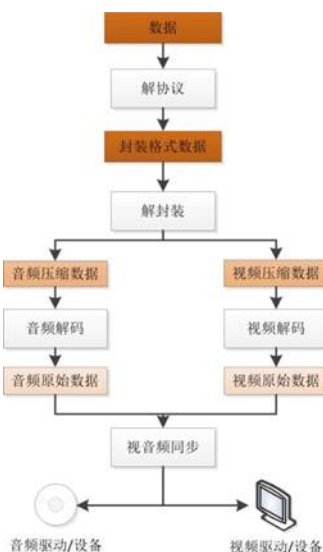 数据
解协议
封装格式数据
解封装
音频压缩数据
视频压缩数据
音频解码
视频解码
音频原始数据
视频原始数据
视音频同步
音频驱动/设备
视频驱动/设备